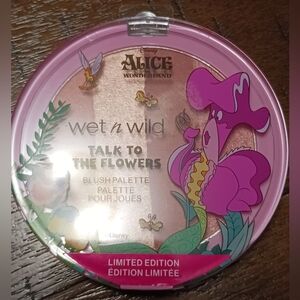 Disney
ALICE
IN
WONDERLAND
wet n wild
TALK TO
THE FLOWERS
BLUSH PALETTE
PALETTE
POUR JOUES
Disney
LIMITED EDITION
ÉDITION LIMITÉE